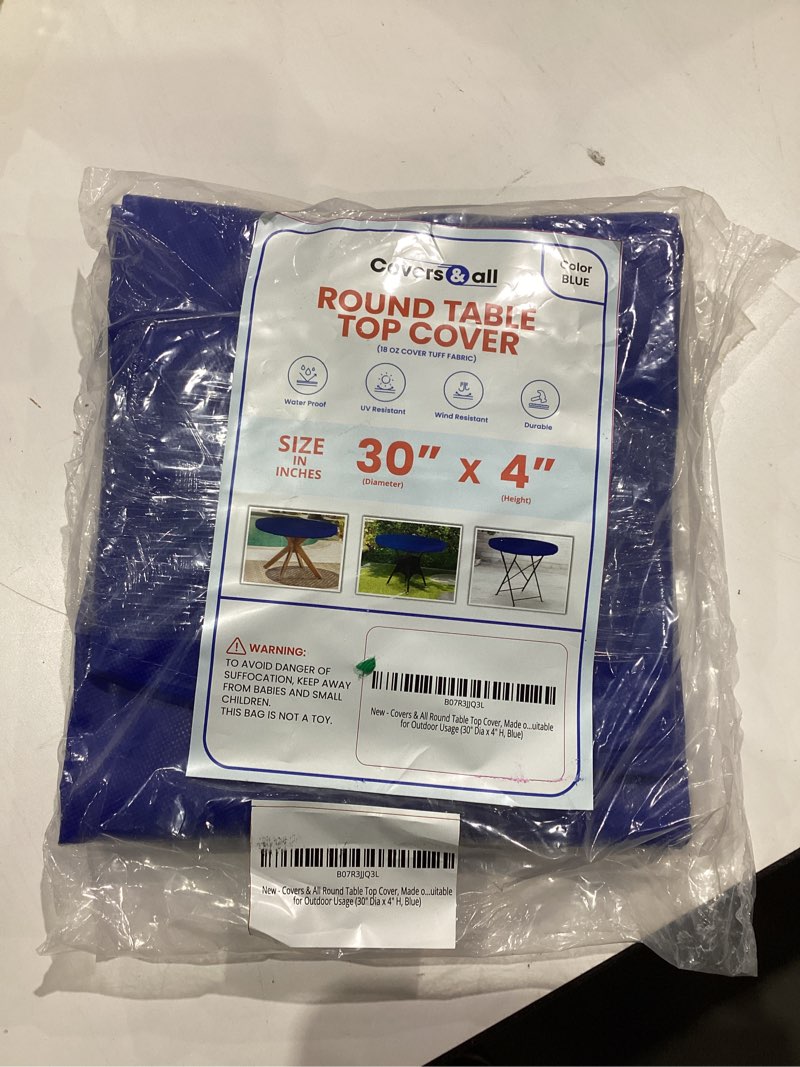 Covers & all
Color
BLUE
ROUND TABLE
TOP COVER
(18 OZ COVER TUFF FABRIC)
Water Proof
UV Resistant
Wind Resistant
Durable
SIZE
IN
INCHES
30” x 4”
(Diameter)
(Height)
WARNING:
TO AVOID DANGER OF
SUFFOCATION, KEEP AWAY
FROM BABIES AND SMALL
CHILDREN.
THIS BAG IS NOT A TOY.
B07R3JJQ3L
New - Covers & All Round Table Top Cover, Made o...uitable
for Outdoor Usage (30" Dia x 4" H, Blue)
B07R3JJQ3L
New - Covers & All Round Table Top Cover, Made o...uitable
for Outdoor Usage (30" Dia x 4" H, Blue)